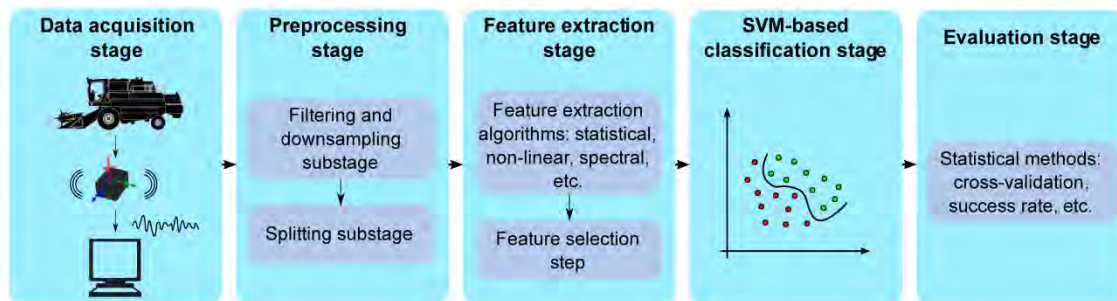 Data acquisition
stage
Preprocessing
stage
Filtering and
downsampling
substage
Splitting substage
Feature extraction
stage
Feature extraction
algorithms: statistical,
non-linear, spectral,
etc.
Feature selection
step
SVM-based
classification stage
Evaluation stage
Statistical methods:
cross-validation,
success rate, etc.